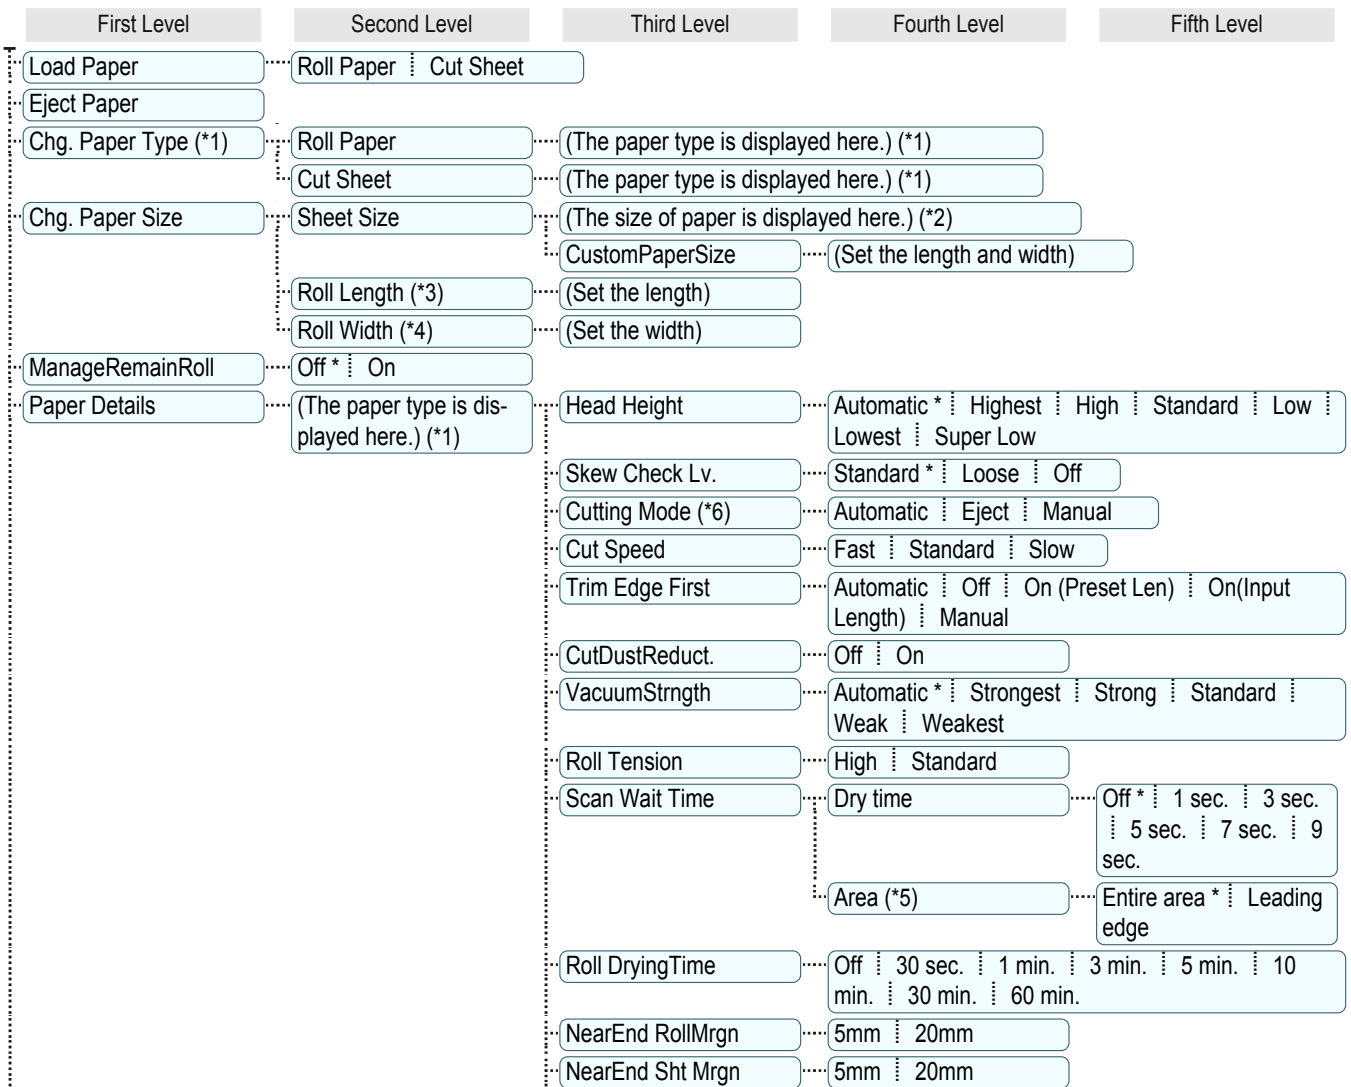 First Level Second Level Third Level Fourth Level Fifth Level
Load Paper Roll Paper Cut Sheet
Eject Paper
Chg. Paper Type (*1) Roll Paper (The paper type is displayed here.) (*1)
Cut Sheet (The paper type is displayed here.) (*1)
Chg. Paper Size Sheet Size (The size of paper is displayed here.) (*2)
CustomPaperSize (Set the length and width)
Roll Length (*3) (Set the length)
Roll Width (*4) (Set the width)
ManageRemainRoll Off * On
Paper Details (The paper type is dis- Head Height Automatic * Highest High Standard Low
played here.) (*1) Lowest Super Low
Skew Check Lv. Standard * Loose Off
Cutting Mode (*6) Automatic Eject Manual
Cut Speed Fast Standard Slow
Trim Edge First Automatic Off On (Preset Len) On(Input
Length) Manual
CutDustReduct. Off On
VacuumStrngth Automatic * Strongest Strong Standard
Weak Weakest
Roll Tension High Standard
Scan Wait Time Dry time Off * 1 sec. 3 sec.
5 sec. 7 sec. 9
sec.
Area (*5) Entire area * Leading
edge
Roll DryingTime Off 30 sec. 1 min. 3 min. 5 min. 10
min. 30 min. 60 min.
NearEnd RollMrgn 5mm 20mm
NearEnd Sht Mrgn 5mm 20mm